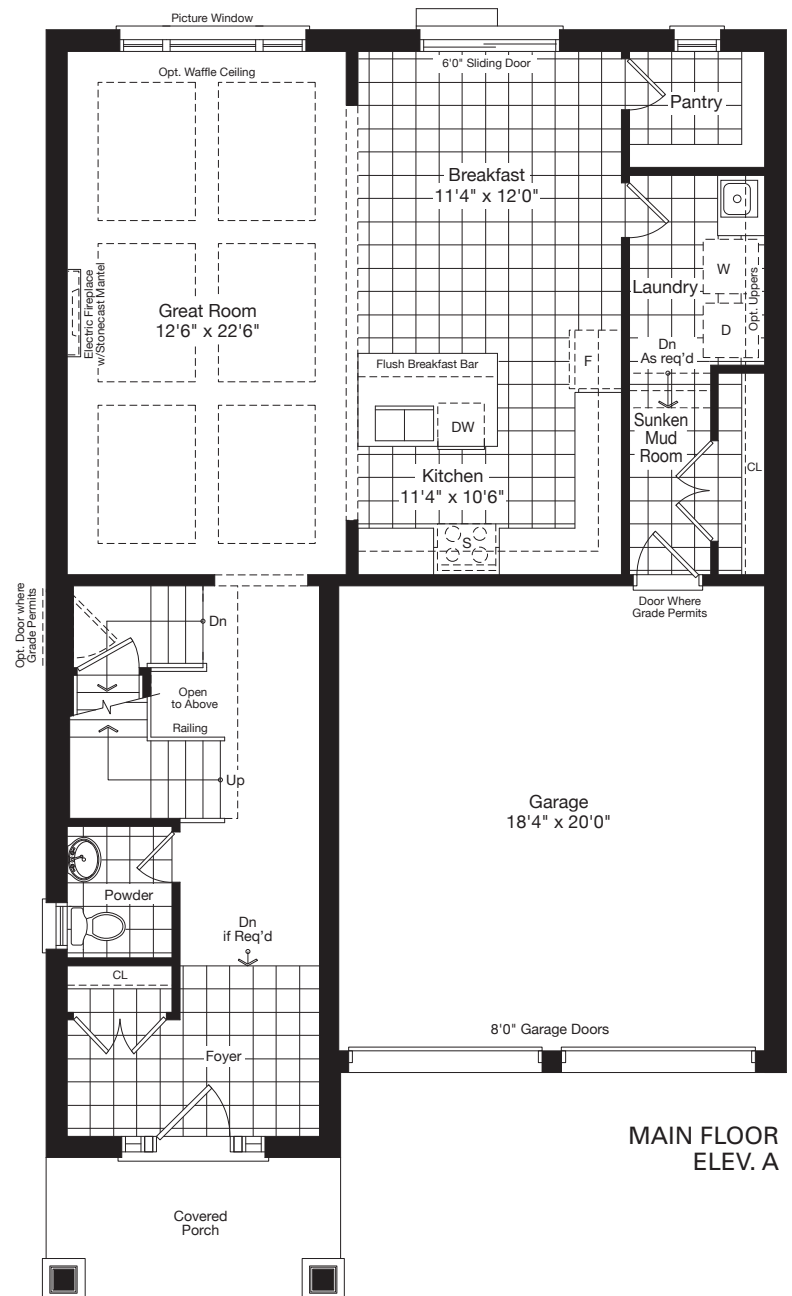 Picture Window
Opt. Waffle Ceiling
6'0" Sliding Door
Pantry
Breakfast
11'4" x 12'0"
W
Laundry
Opt. Uppers
D
Electric Fireplace
w/Stonecast Mantel
Great Room
12'6" x 22'6"
Flush Breakfast Bar
F
Dn
As req'd
DW
Sunken
Mud
Room
CL
Kitchen
11'4" x 10'6"
S
Opt. Door where
Grade Permits
Door Where
Grade Permits
Dn
Open
to Above
N
Railing
Up
Garage
18'4" x 20'0"
Powder
Dn
if Req'd
CL
8'0" Garage Doors
Foyer
MAIN FLOOR
ELEV. A
Covered
Porch